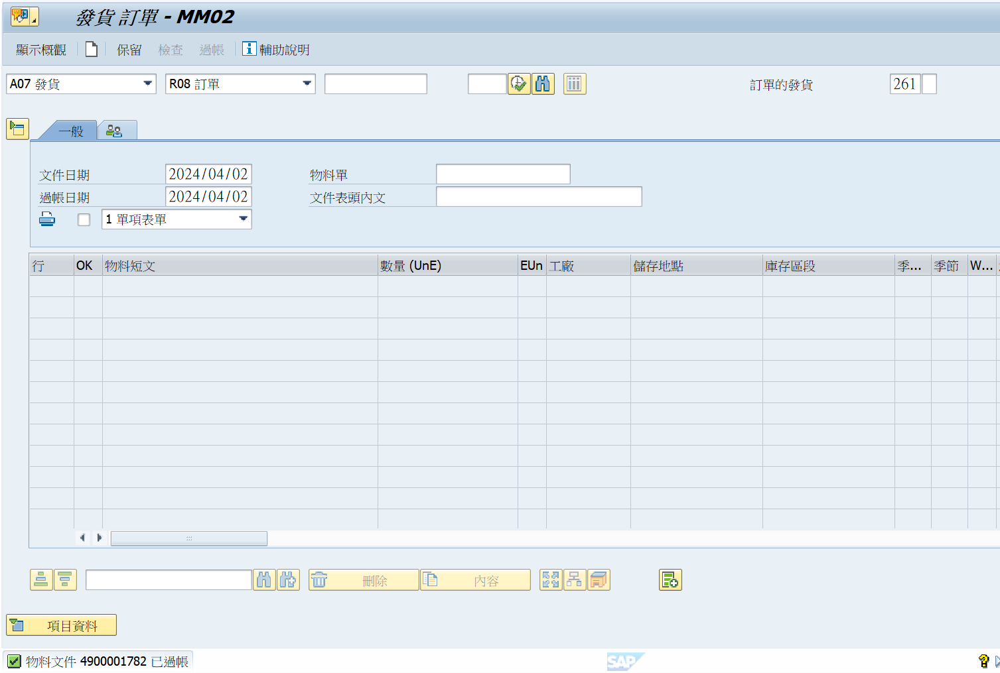 發貨 訂單 - MM02
顯示概觀 保留 檢查 過帳 輔助說明
A07 發貨 R08 訂單 訂單的發貨 261
一般
文件日期 2024/04/02 物料單
過帳日期 2024/04/02 文件表頭內文
1 單項表單
行 OK 物料短文 數量 (UnE) EUn 工廠 儲存地點 庫存區段 季... 季節 W...
刪除 內容
項目資料
物料文件 4900001782 已過帳 SAP